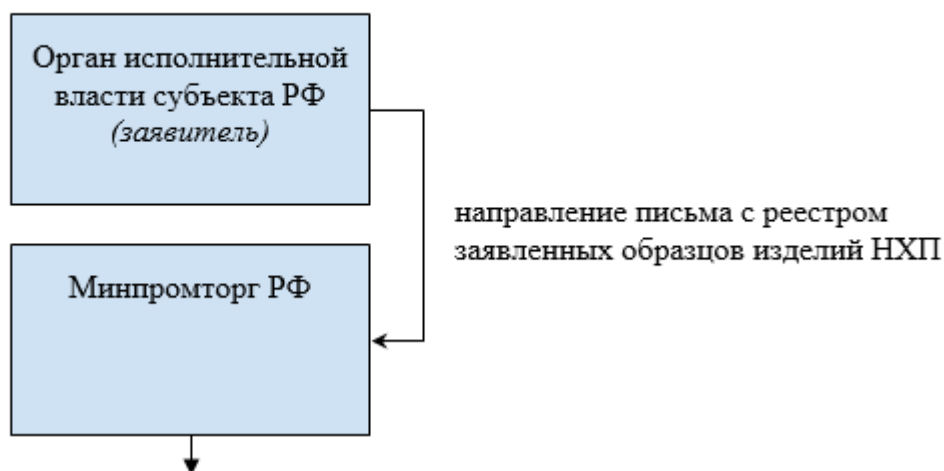 Орган исполнительной
власти субъекта РФ
(заявитель)
направление письма с реестром
заявленных образцов изделий НХП
Минпромторг РФ